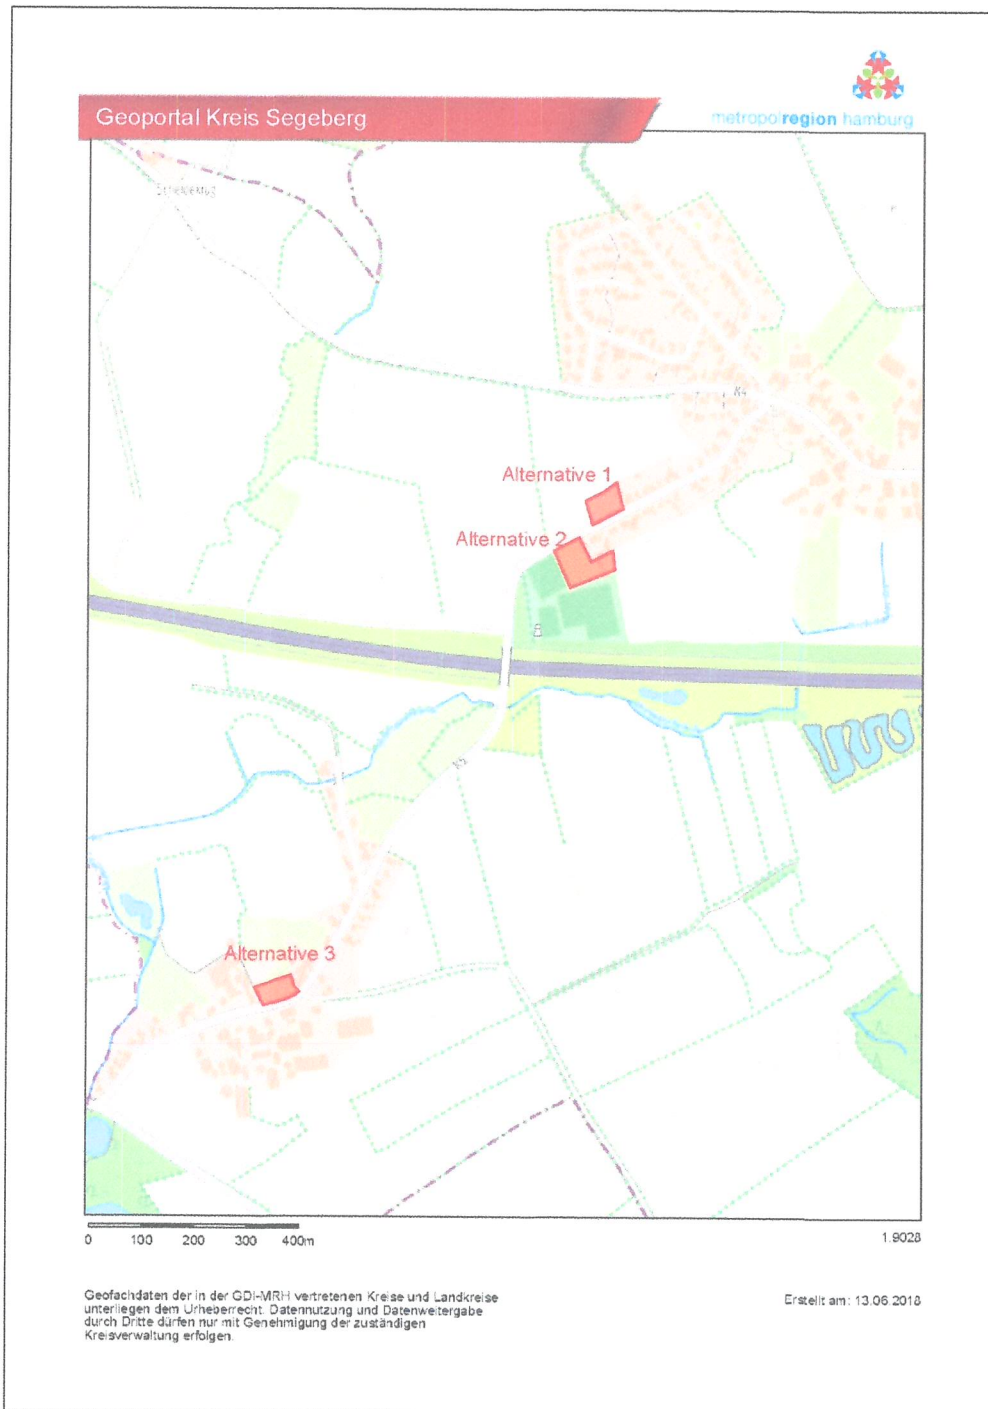 Geoportal Kreis Segeberg
metropolregion hamburg
K4
Alternative 1
Alternative 2
Alternative 3
0 100 200 300 400m
1:9028
Geofachdaten der in der GDI-MRH vertretenen Kreise und Landkreise
unterliegen dem Urheberrecht. Datennutzung und Datenweitergabe
durch Dritte dürfen nur mit Genehmigung der zuständigen
Kreisverwaltung erfolgen.
Erstellt am: 13.06.2018